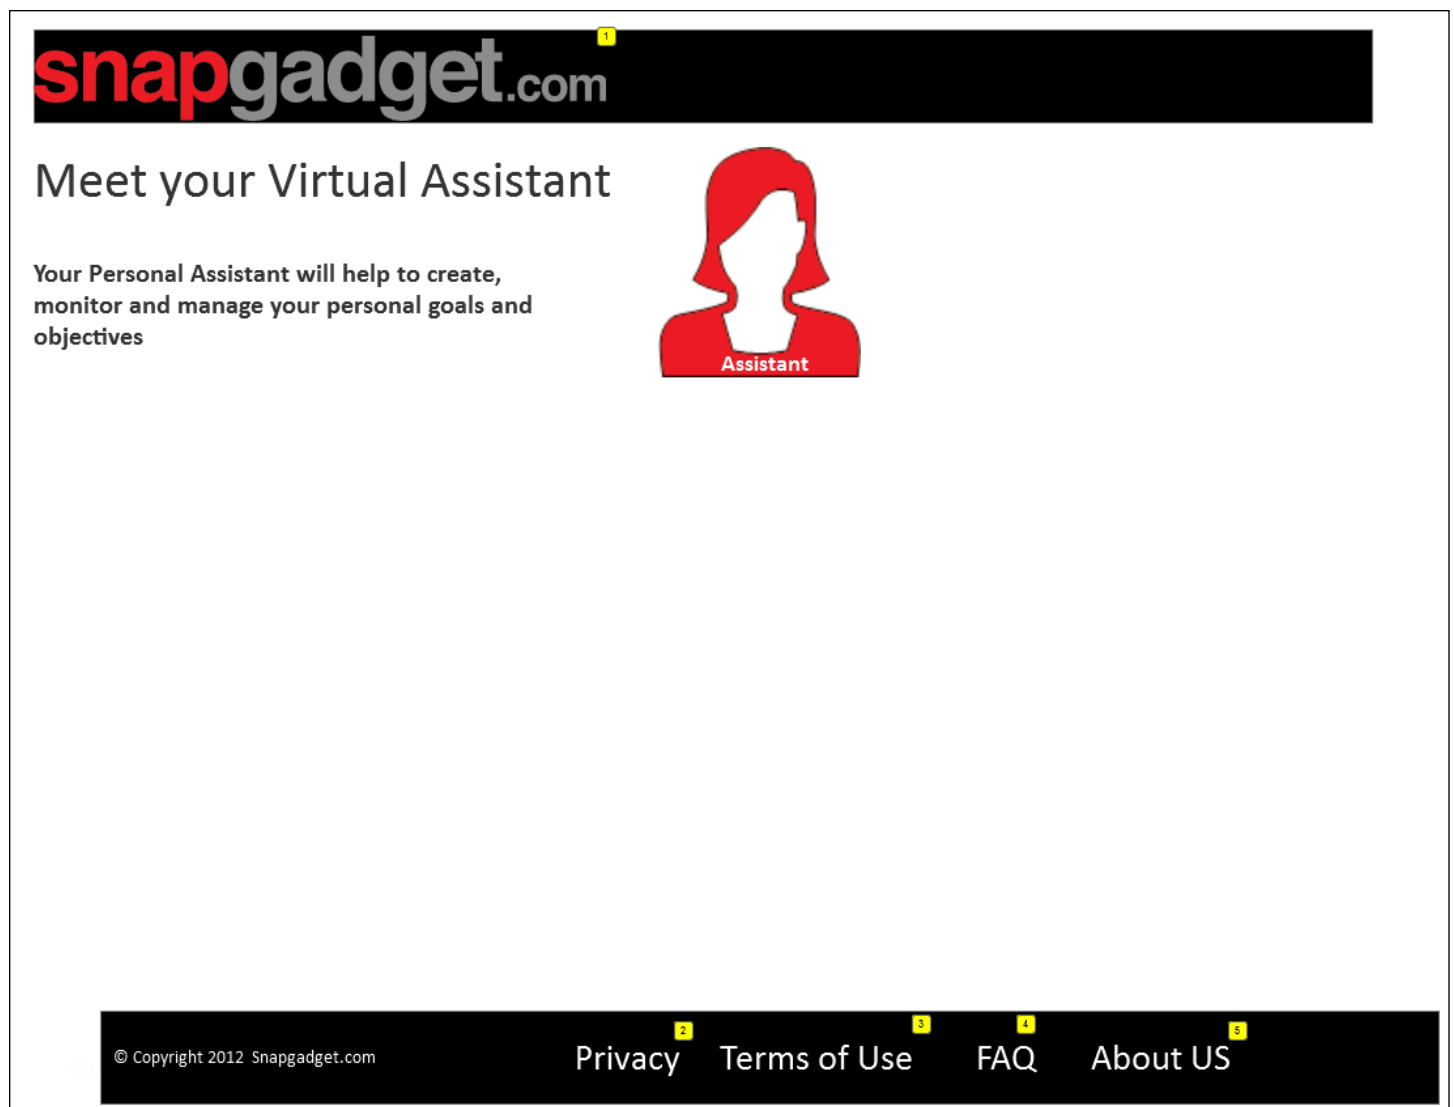 1
snapgadget.com
Meet your Virtual Assistant
Your Personal Assistant will help to create,
monitor and manage your personal goals and
objectives
Assistant
2 3 4 5
© Copyright 2012 Snapgadget.com Privacy Terms of Use FAQ About US